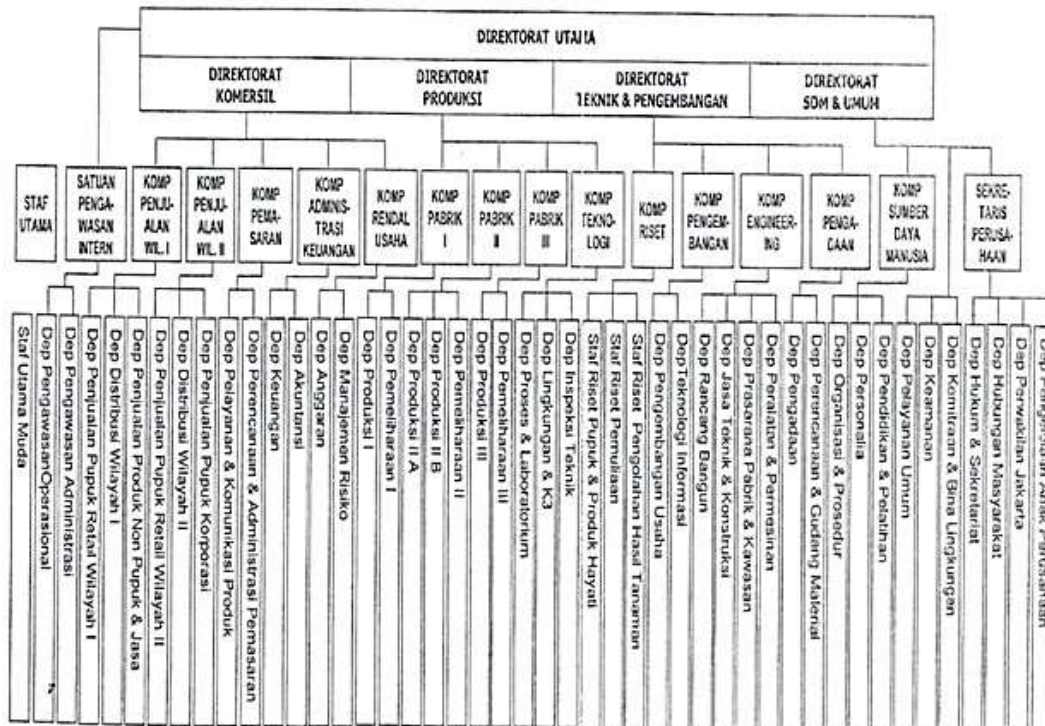 DIREKTORAT UTAMA
DIREKTORAT
KOMERSIL
DIREKTORAT
PRODUKSI
DIREKTORAT
TEKNIK & PENGEMBANGAN
DIREKTORAT
SDM & UMUM
STAF
UTAMA
SATUAN
PENGA-
WASAN
INTERN
KOMP
PENJU-
ALAN
WIL. I
KOMP
PENJU-
ALAN
WIL. II
KOMP
PEMA-
SARAN
KOMP
ADMINIS-
TRASI
KEUANGAN
KOMP
RENDAL
USAHA
KOMP
PABRIK
I
KOMP
PABRIK
II
KOMP
PABRIK
III
KOMP
TEKNO-
LOGI
KOMP
RISET
KOMP
PENGEM-
BANGAN
KOMP
ENGINEER-
ING
KOMP
PENGA-
DAAN
KOMP
SUMBER
DAYA
MANUSIA
SEKRE-
TARIS
PERUSA-
HAAN
Staf Utama Muda
Dep PengawasanOperasional
Dep Pengawasan Administrasi
Dep Penjualan Pupuk Retail Wilayah I
Dep Distribusi Wilayah I
Dep Penjualan Produk Non Pupuk & Jasa
Dep Penjualan Pupuk Retail Wilayah II
Dep Distribusi Wilayah II
Dep Penjualan Pupuk Korporasi
Dep Pelayanan & Komunikasi Produk
Dep Perencanaan & Administrasi Pemasaran
Dep Keuangan
Dep Akuntansi
Dep Anggaran
Dep Manajemen Risiko
Dep Produksi I
Dep Pemeliharaan I
Dep Produksi II A
Dep Produksi II B
Dep Pemeliharaan II
Dep Produksi III
Dep Pemeliharaan III
Dep Proses & Laboratorium
Dep Lingkungan & K3
Dep Inspeksi Teknik
Staf Riset Pupuk & Produk Hayati
Staf Riset Pemuliaan
Staf Riset Pengolahan Hasil Tanaman
Dep Pengembangan Usaha
Dep Teknologi Informasi
Dep Rancang Bangun
Dep Jasa Teknik & Konstruksi
Dep Prasarana Pabrik & Kawasan
Dep Peralatan & Permesinan
Dep Pengadaan
Dep Perencanaan & Gudang Material
Dep Organisasi & Prosedur
Dep Personalia
Dep Pendidikan & Pelatihan
Dep Pelayanan Umum
Dep Keamanan
Dep Kemitraan & Bina Lingkungan
Dep Hukum & Sekretariat
Dep Hubungan Masyarakat
Dep Perwakilan Jakarta
Anak Perusahaan